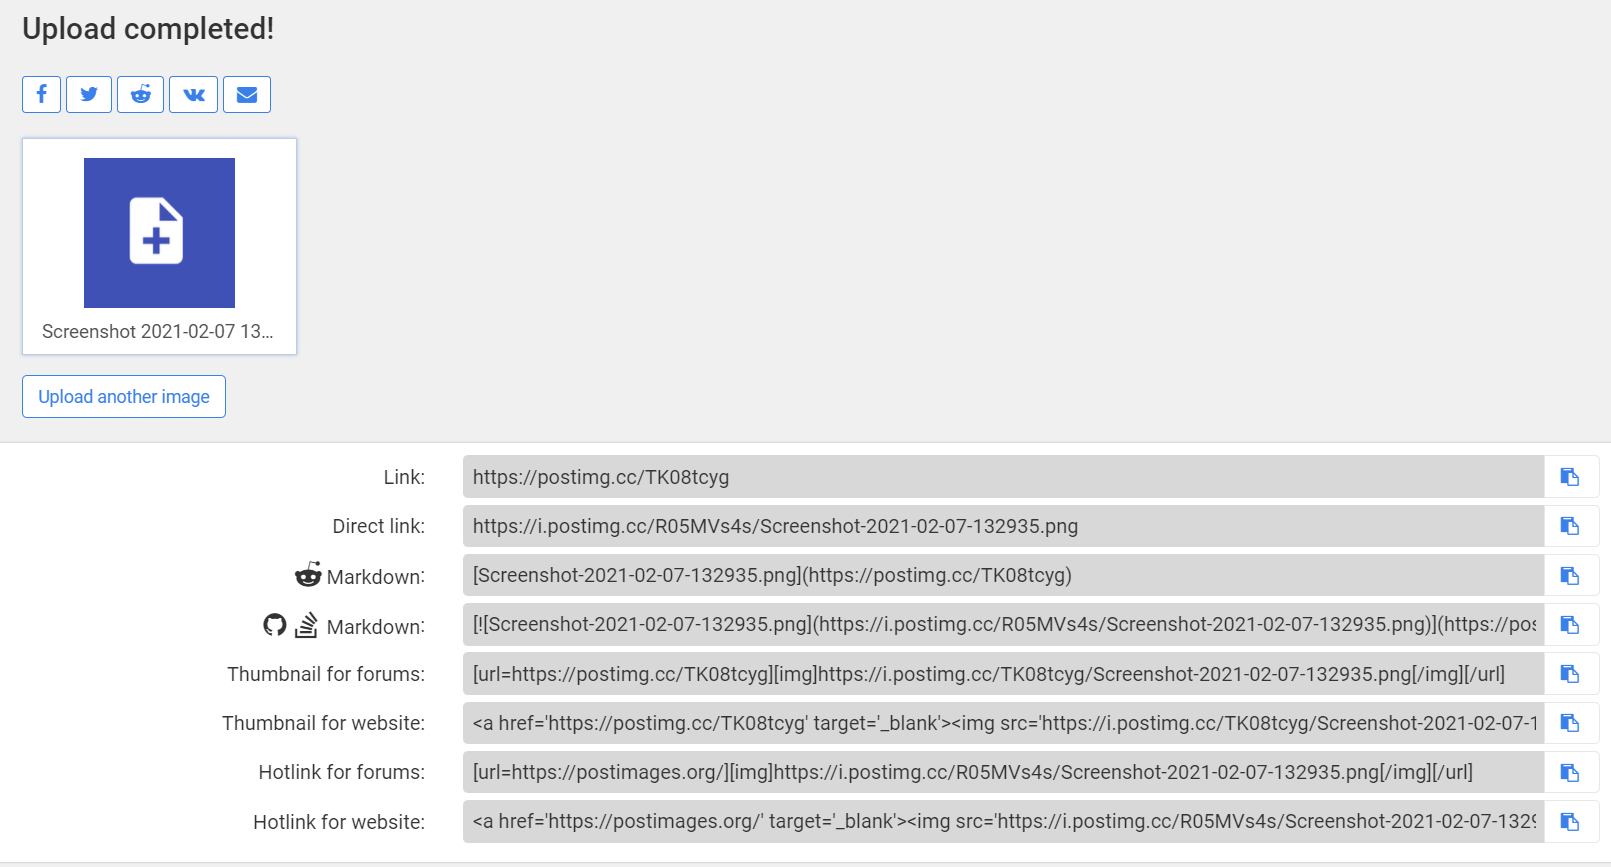 Upload completed!
Screenshot 2021-02-07 13...
Upload another image
Link: https://postimg.cc/TK08tcyg
Direct link: https://i.postimg.cc/R05MVs4s/Screenshot-2021-02-07-132935.png
Markdown: [Screenshot-2021-02-07-132935.png](https://postimg.cc/TK08tcyg)
Markdown: [![Screenshot-2021-02-07-132935.png](https://i.postimg.cc/R05MVs4s/Screenshot-2021-02-07-132935.png)](https://pos
Thumbnail for forums: [url=https://postimg.cc/TK08tcyg][img]https://i.postimg.cc/TK08tcyg/Screenshot-2021-02-07-132935.png[/img][/url]
Thumbnail for website: <a href='https://postimg.cc/TK08tcyg' target='_blank'><img src='https://i.postimg.cc/TK08tcyg/Screenshot-2021-02-07-1
Hotlink for forums: [url=https://postimages.org/][img]https://i.postimg.cc/R05MVs4s/Screenshot-2021-02-07-132935.png[/img][/url]
Hotlink for website: <a href='https://postimages.org/' target='_blank'><img src='https://i.postimg.cc/R05MVs4s/Screenshot-2021-02-07-1329